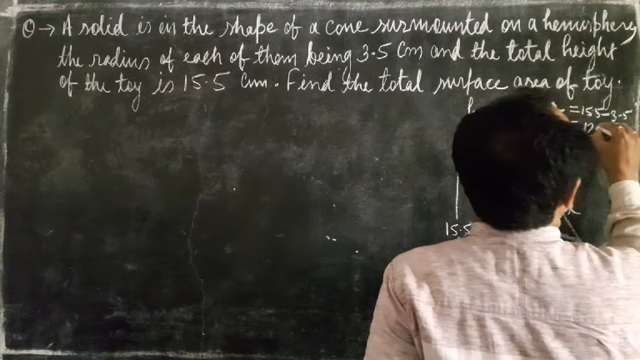 Q → A solid is in the shape of a cone surmounted on a hemisphere,
the radius of each of them being 3.5 cm and the total height
of the toy is 15.5 cm. Find the total surface area of toy.
= 15.5-3.5
=
15.5